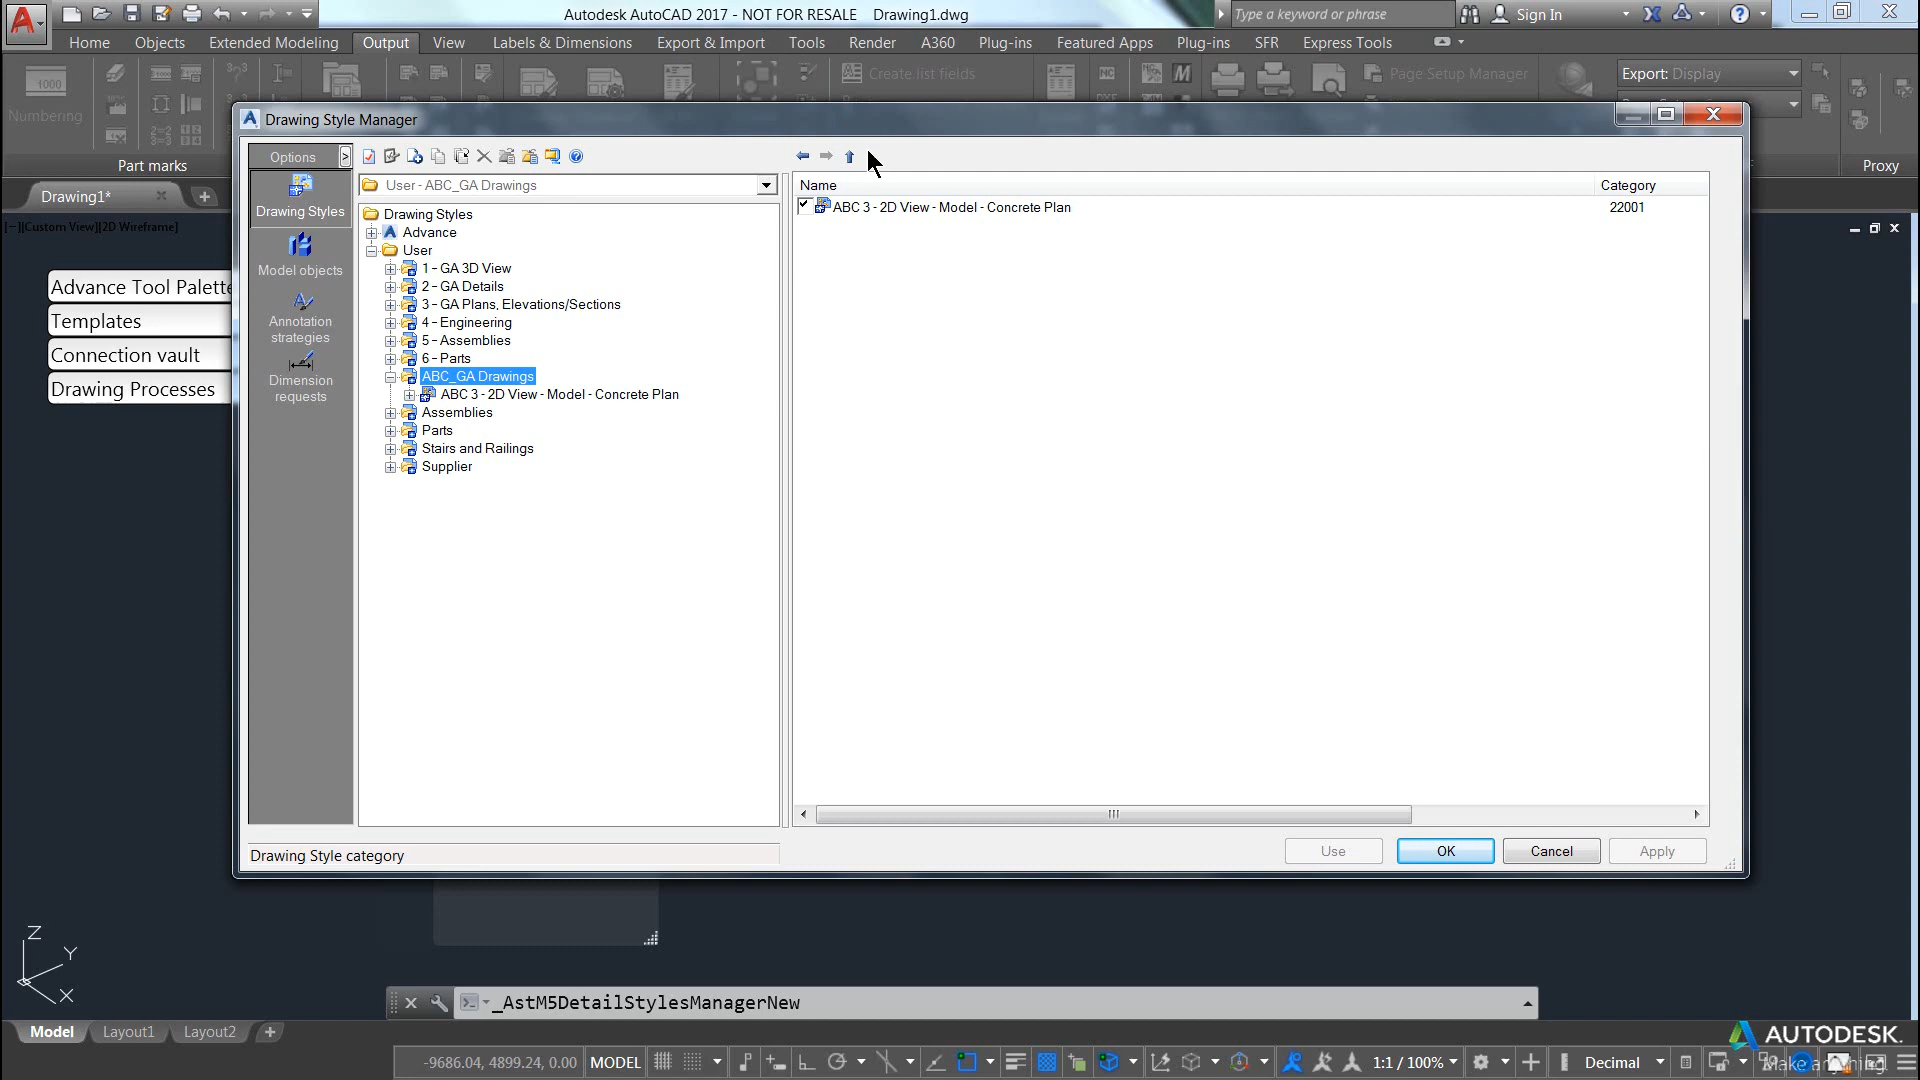 Autodesk AutoCAD 2017 - NOT FOR RESALE Drawing1.dwg
Type a keyword or phrase
Sign In
Home Objects Extended Modeling Output View Labels & Dimensions Export & Import Tools Render A360 Plug-ins Featured Apps Plug-ins SFR Express Tools
Numbering
Create list fields
Page Setup Manager
Export: Display
Part marks
Proxy
Drawing1*
[−][Custom View][2D Wireframe]
Advance Tool Palette
Templates
Connection vault
Drawing Processes
Drawing Style Manager
Options
Drawing Styles
Model objects
Annotation
strategies
Dimension
requests
User - ABC_GA Drawings
Drawing Styles
Advance
User
1 - GA 3D View
2 - GA Details
3 - GA Plans, Elevations/Sections
4 - Engineering
5 - Assemblies
6 - Parts
ABC_GA Drawings
ABC 3 - 2D View - Model - Concrete Plan
Assemblies
Parts
Stairs and Railings
Supplier
Name Category
ABC 3 - 2D View - Model - Concrete Plan 22001
Drawing Style category
Use OK Cancel Apply
Z
Y
X
_AstM5DetailStylesManagerNew
Model Layout1 Layout2
AUTODESK.
Make anything
-9686.04, 4899.24, 0.00 MODEL 1:1 / 100% Decimal